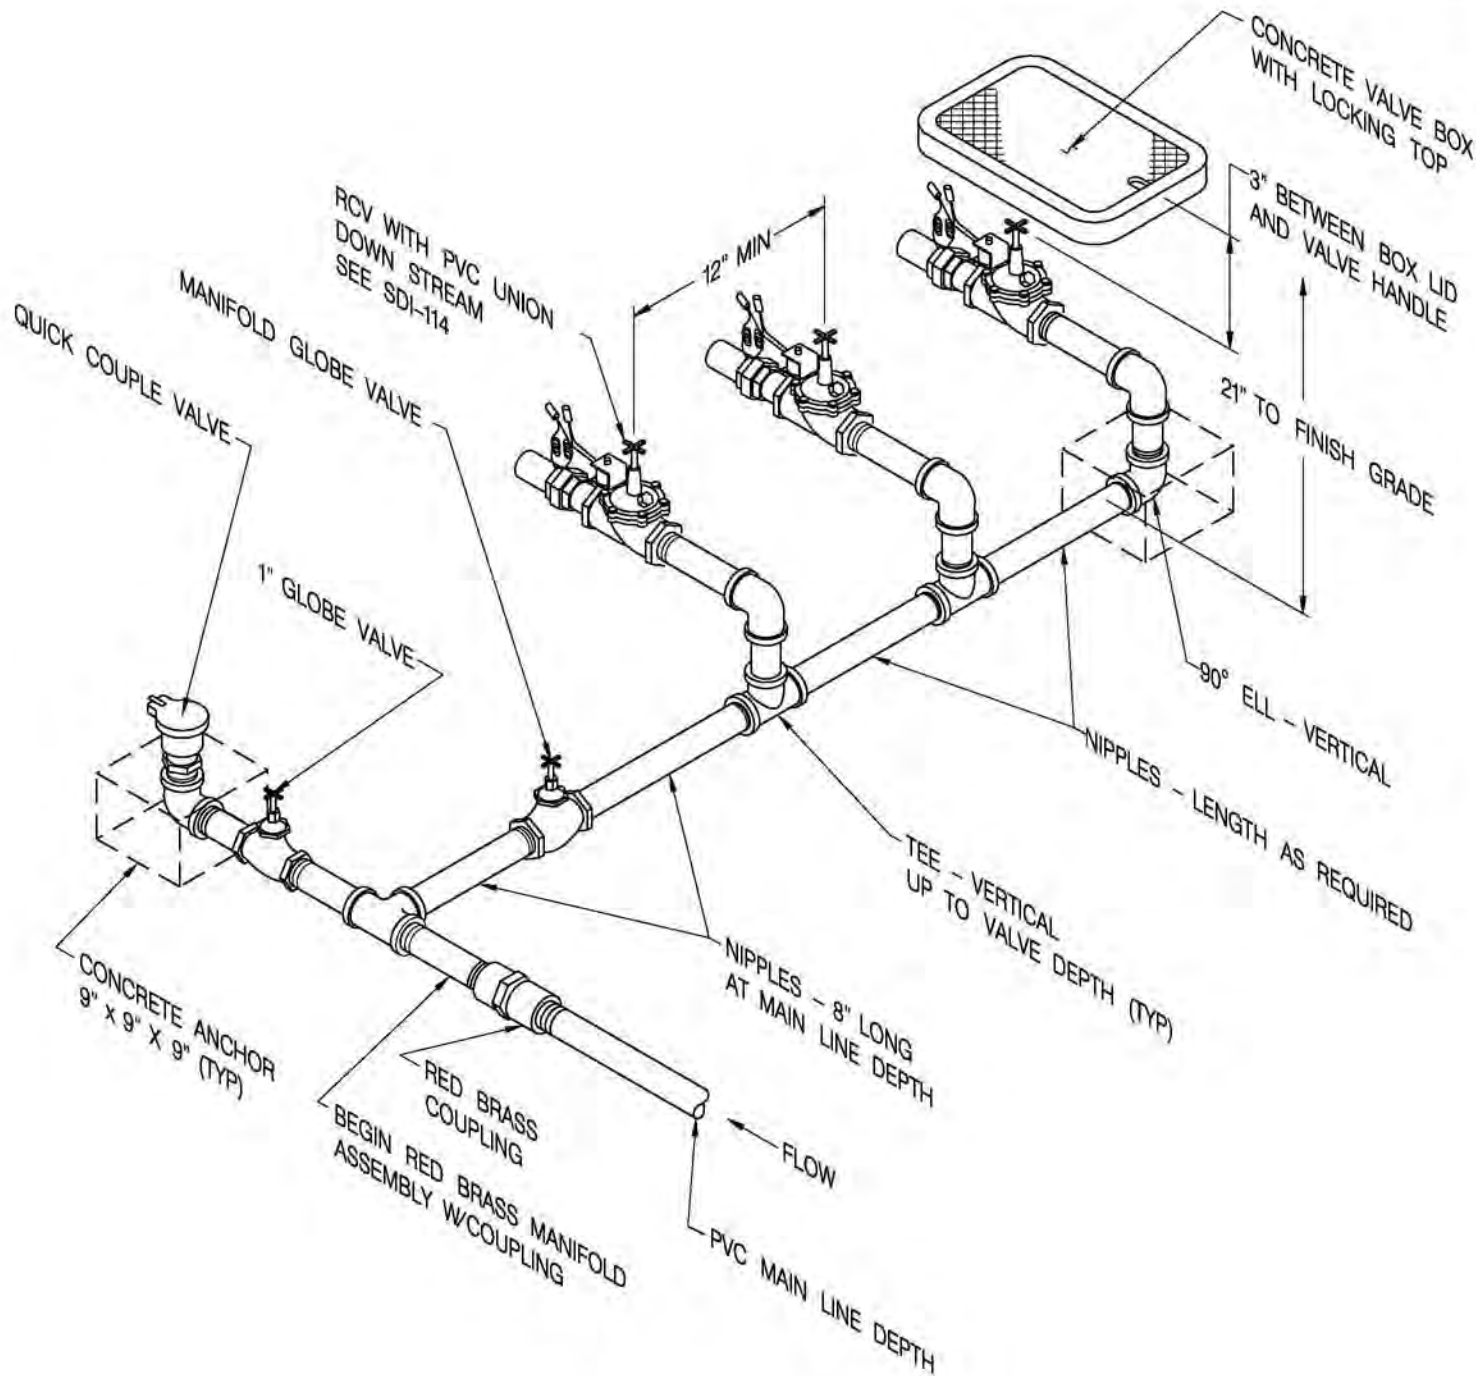 CONCRETE VALVE BOX
WITH LOCKING TOP
3" BETWEEN BOX LID
AND VALVE HANDLE
RCV WITH PVC UNION
DOWN STREAM
SEE SDI-114
12" MIN
MANIFOLD GLOBE VALVE
QUICK COUPLE VALVE
21" TO FINISH GRADE
1" GLOBE VALVE
90° ELL - VERTICAL
NIPPLES - LENGTH AS REQUIRED
TEE - VERTICAL
UP TO VALVE DEPTH (TYP)
NIPPLES - 8" LONG
AT MAIN LINE DEPTH
CONCRETE ANCHOR
9" X 9" X 9" (TYP)
RED BRASS
COUPLING
BEGIN RED BRASS MANIFOLD
ASSEMBLY W/COUPLING
FLOW
PVC MAIN LINE DEPTH